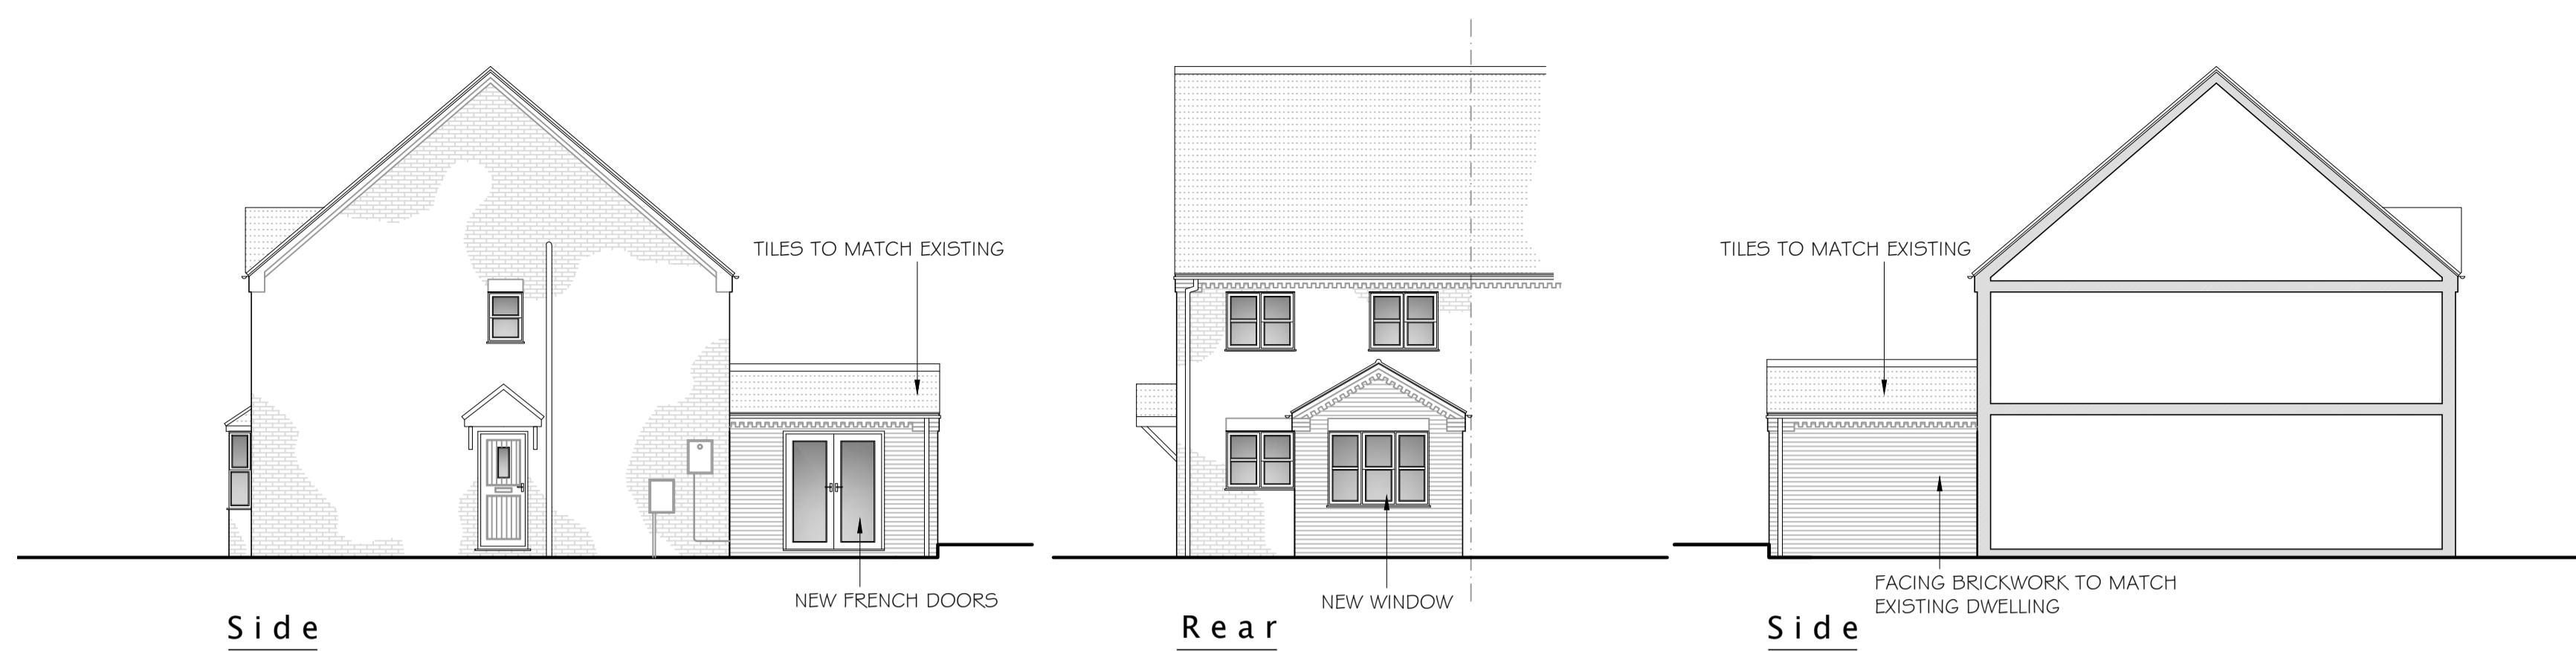 TILES TO MATCH EXISTING
NEW FRENCH DOORS
Side
NEW WINDOW
Rear
TILES TO MATCH EXISTING
FACING BRICKWORK TO MATCH
EXISTING DWELLING
Side